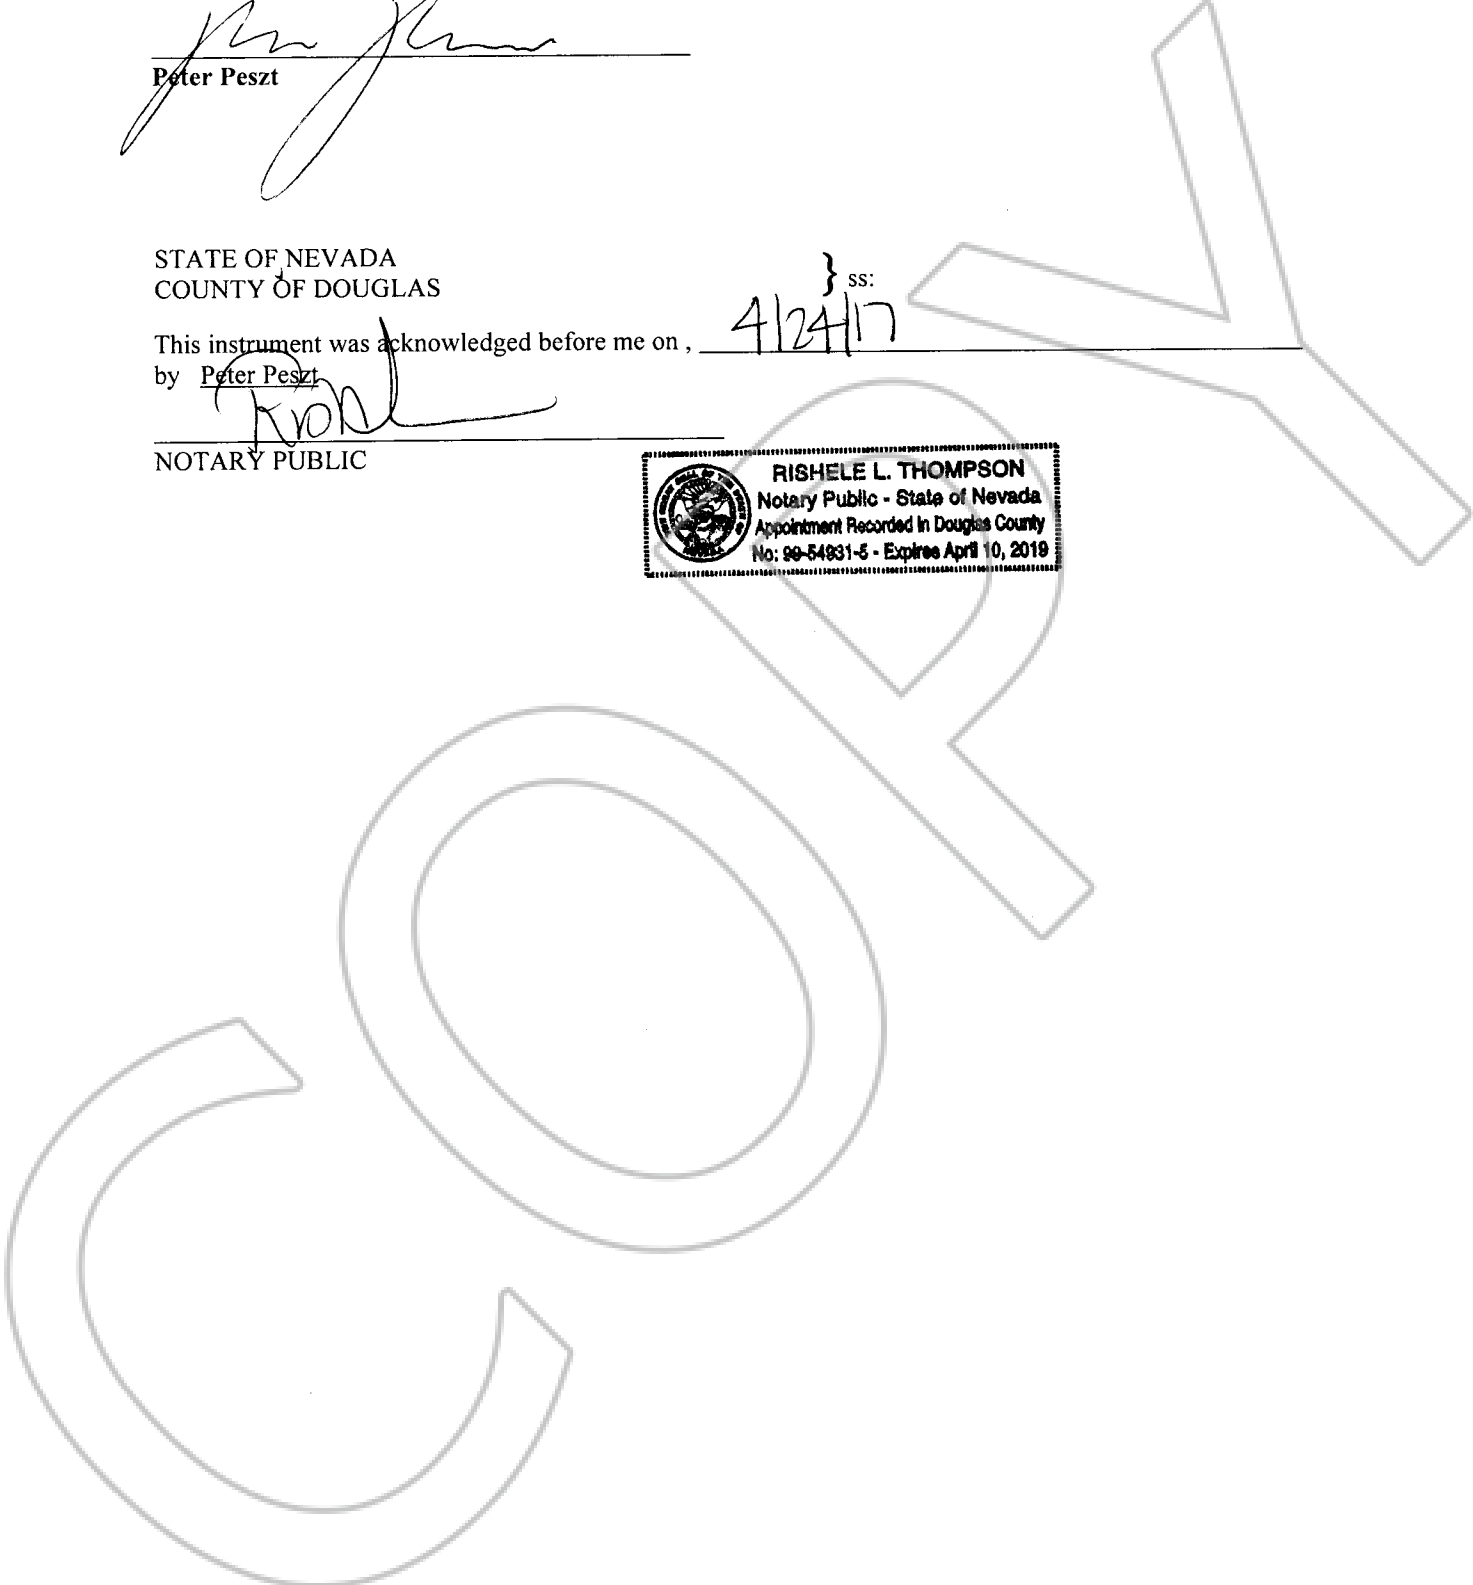 Peter Peszt
STATE OF NEVADA
COUNTY OF DOUGLAS
} ss:
This instrument was acknowledged before me on , 4/24/17
by Peter Peszt
NOTARY PUBLIC
RISHELE L. THOMPSON
Notary Public - State of Nevada
Appointment Recorded in Douglas County
No: 99-54931-5 - Expires April 10, 2019
COPY